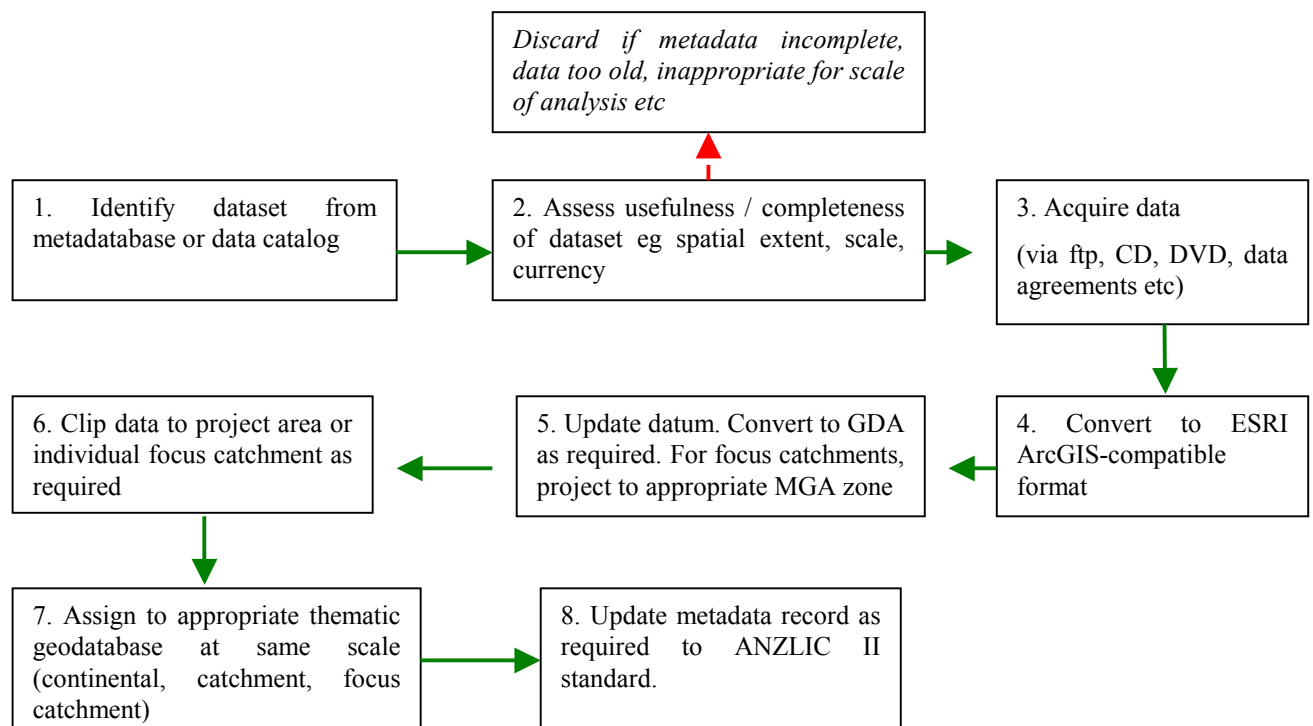 Discard if metadata incomplete,
data too old, inappropriate for scale
of analysis etc
1. Identify dataset from
metadatabase or data catalog
2. Assess usefulness / completeness
of dataset eg spatial extent, scale,
currency
3. Acquire data
(via ftp, CD, DVD, data
agreements etc)
4. Convert to ESRI
ArcGIS-compatible
format
5. Update datum. Convert to GDA
as required. For focus catchments,
project to appropriate MGA zone
6. Clip data to project area or
individual focus catchment as
required
7. Assign to appropriate thematic
geodatabase at same scale
(continental, catchment, focus
catchment)
8. Update metadata record as
required to ANZLIC II
standard.